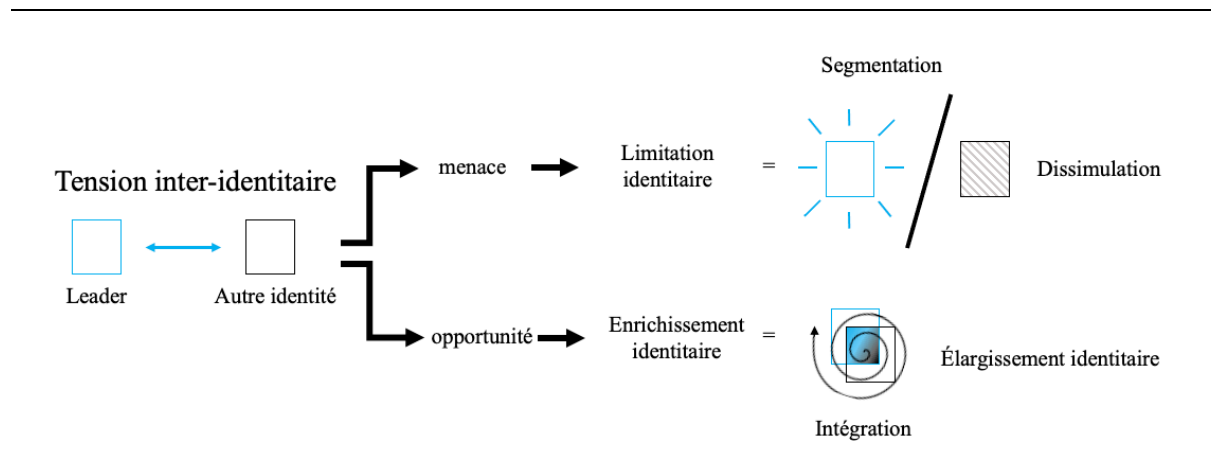 Segmentation
Tension inter-identitaire
menace
Limitation
identitaire
=
Dissimulation
Leader
Autre identité
opportunité
Enrichissement
identitaire
=
Élargissement identitaire
Intégration